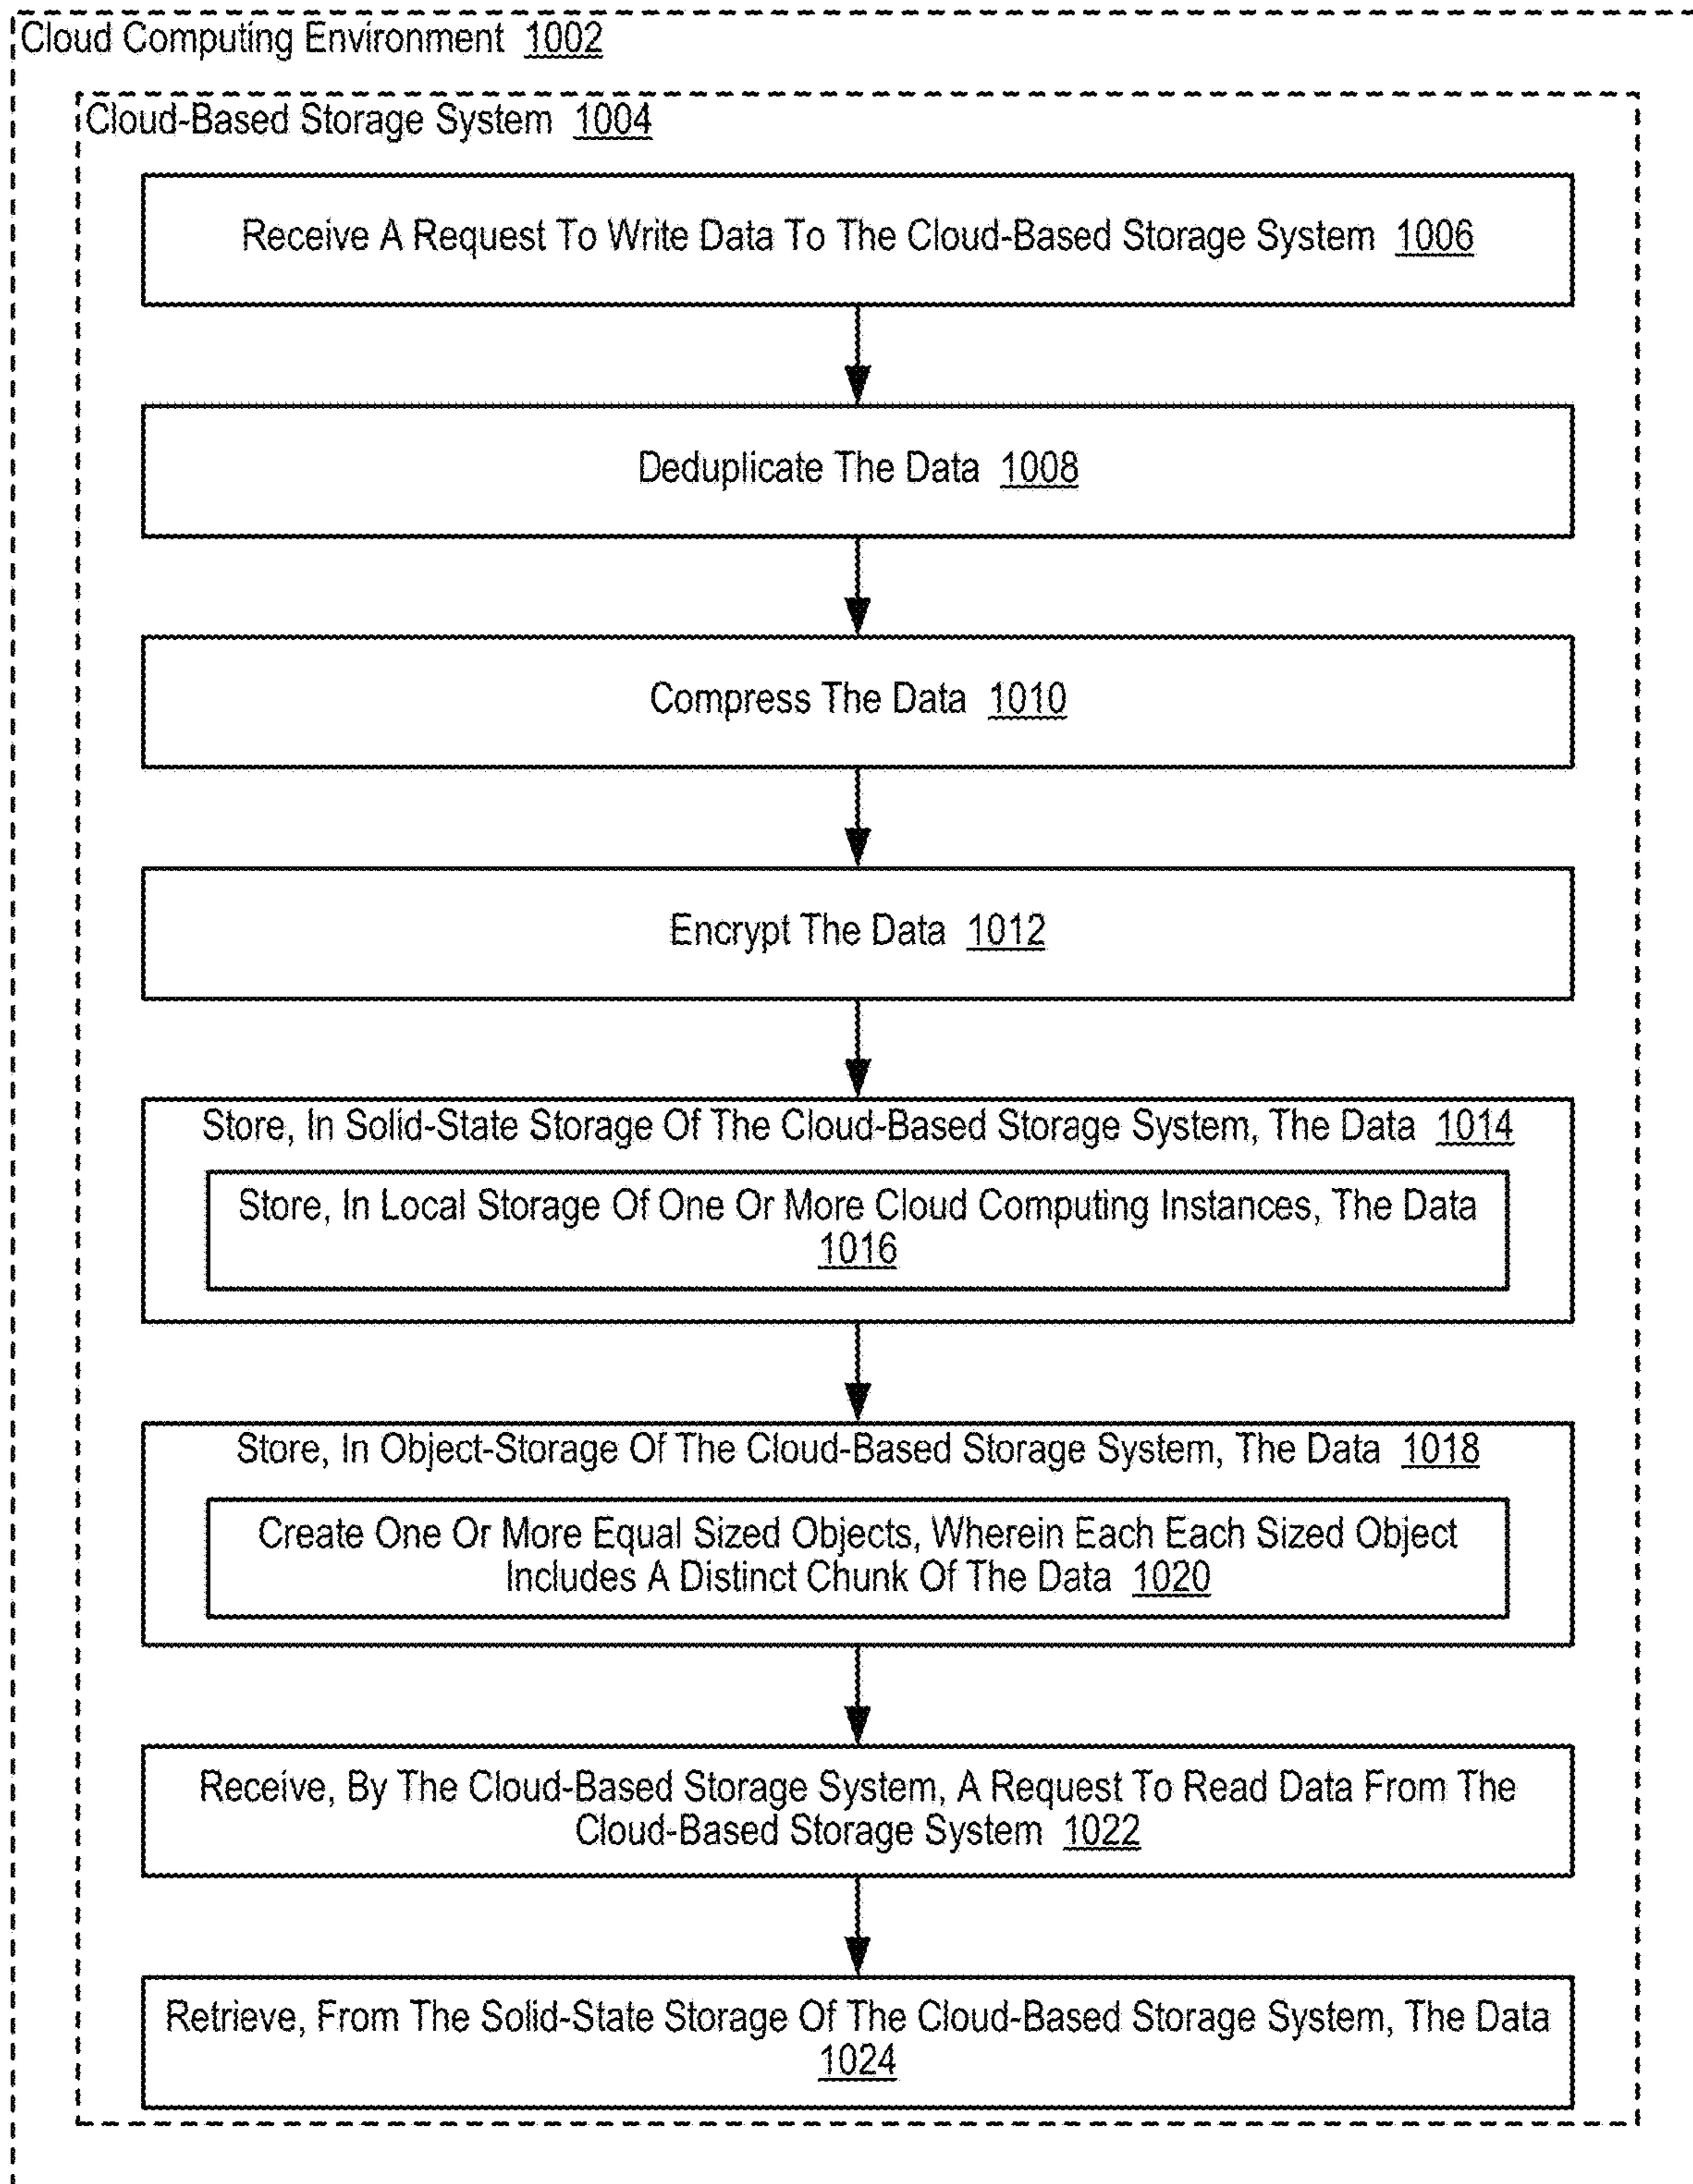 Cloud Computing Environment 1002
Cloud-Based Storage System 1004
Receive A Request To Write Data To The Cloud-Based Storage System 1006
Deduplicate The Data 1008
Compress The Data 1010
Encrypt The Data 1012
Store, In Solid-State Storage Of The Cloud-Based Storage System, The Data 1014
Store, In Local Storage Of One Or More Cloud Computing Instances, The Data
1016
Store, In Object-Storage Of The Cloud-Based Storage System, The Data 1018
Create One Or More Equal Sized Objects, Wherein Each Each Sized Object
Includes A Distinct Chunk Of The Data 1020
Receive, By The Cloud-Based Storage System, A Request To Read Data From The
Cloud-Based Storage System 1022
Retrieve, From The Solid-State Storage Of The Cloud-Based Storage System, The Data
1024